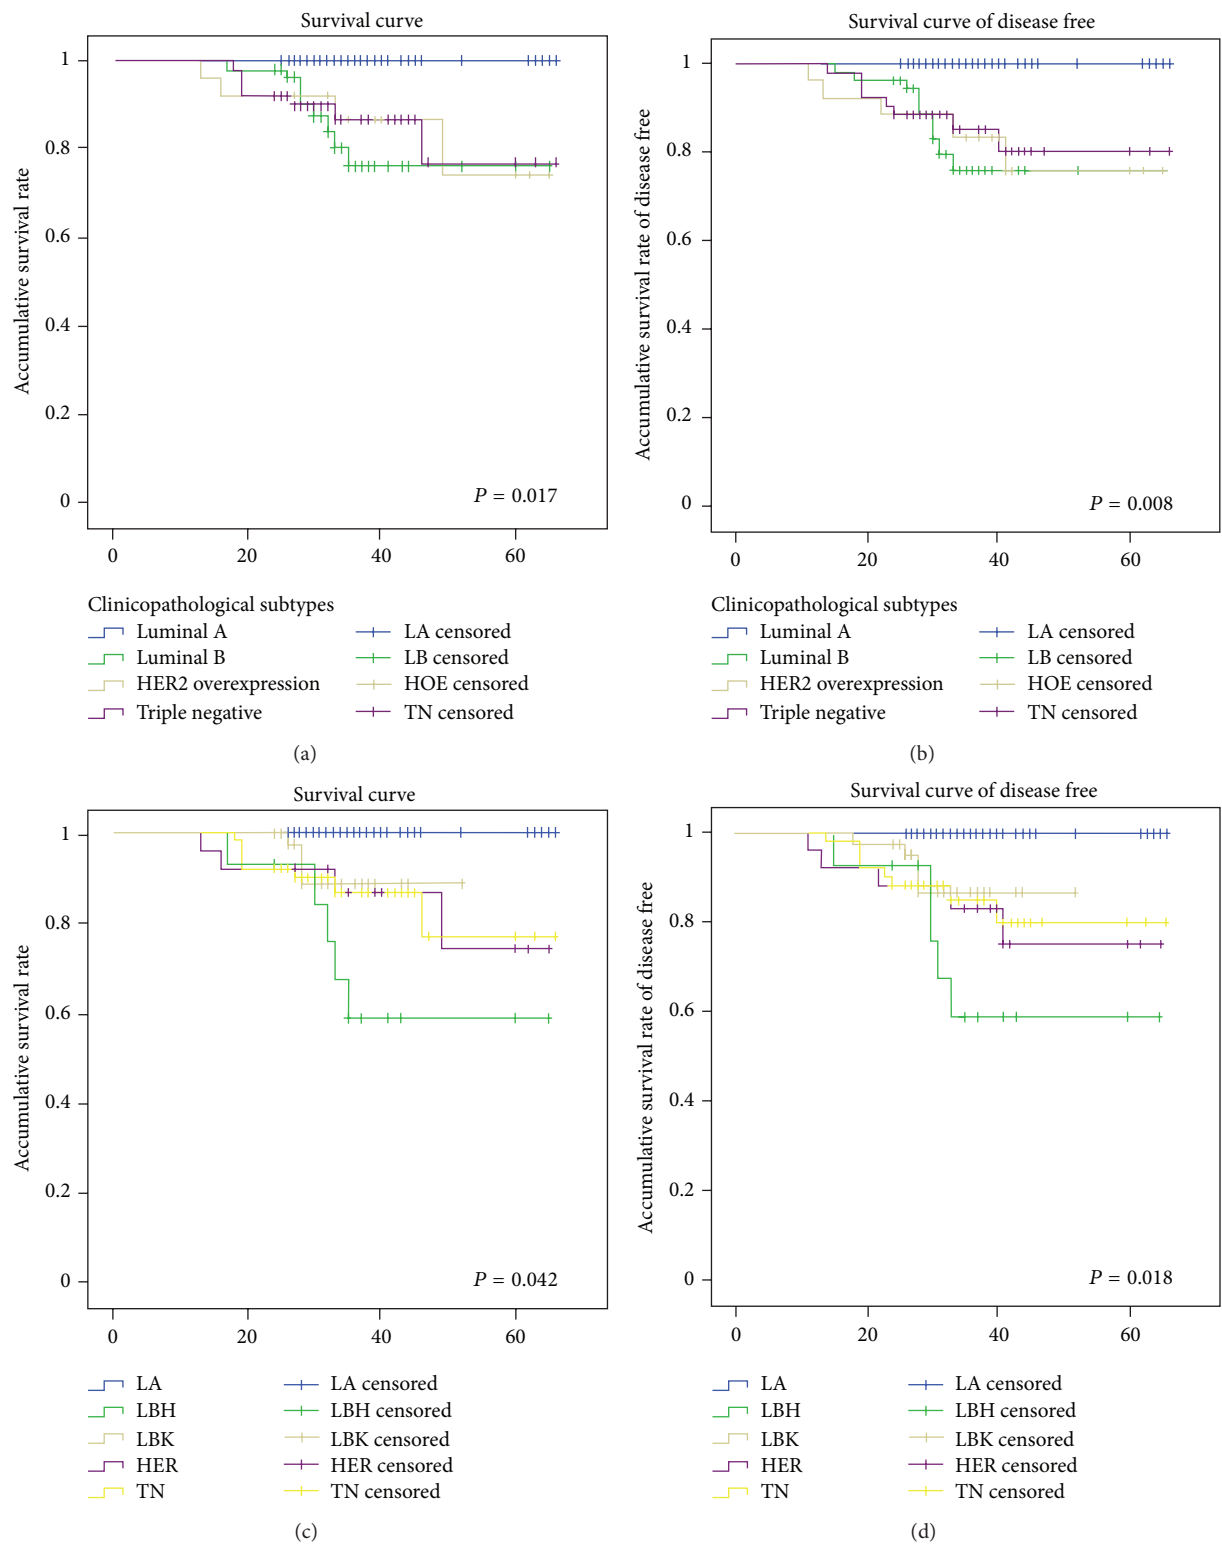 Survival curve
Accumulative survival rate
1
0.8
0.6
0.4
0.2
0
P = 0.017
0 20 40 60
Clinicopathological subtypes
Luminal A LA censored
Luminal B LB censored
HER2 overexpression HOE censored
Triple negative TN censored
(a)
Survival curve of disease free
Accumulative survival rate of disease free
1
0.8
0.6
0.4
0.2
0
P = 0.008
0 20 40 60
Clinicopathological subtypes
Luminal A LA censored
Luminal B LB censored
HER2 overexpression HOE censored
Triple negative TN censored
(b)
Survival curve
Accumulative survival rate
1
0.8
0.6
0.4
0.2
0
P = 0.042
0 20 40 60
LA LA censored
LBH LBH censored
LBK LBK censored
HER HER censored
TN TN censored
(c)
Survival curve of disease free
Accumulative survival rate of disease free
1
0.8
0.6
0.4
0.2
0
P = 0.018
0 20 40 60
LA LA censored
LBH LBH censored
LBK LBK censored
HER HER censored
TN TN censored
(d)